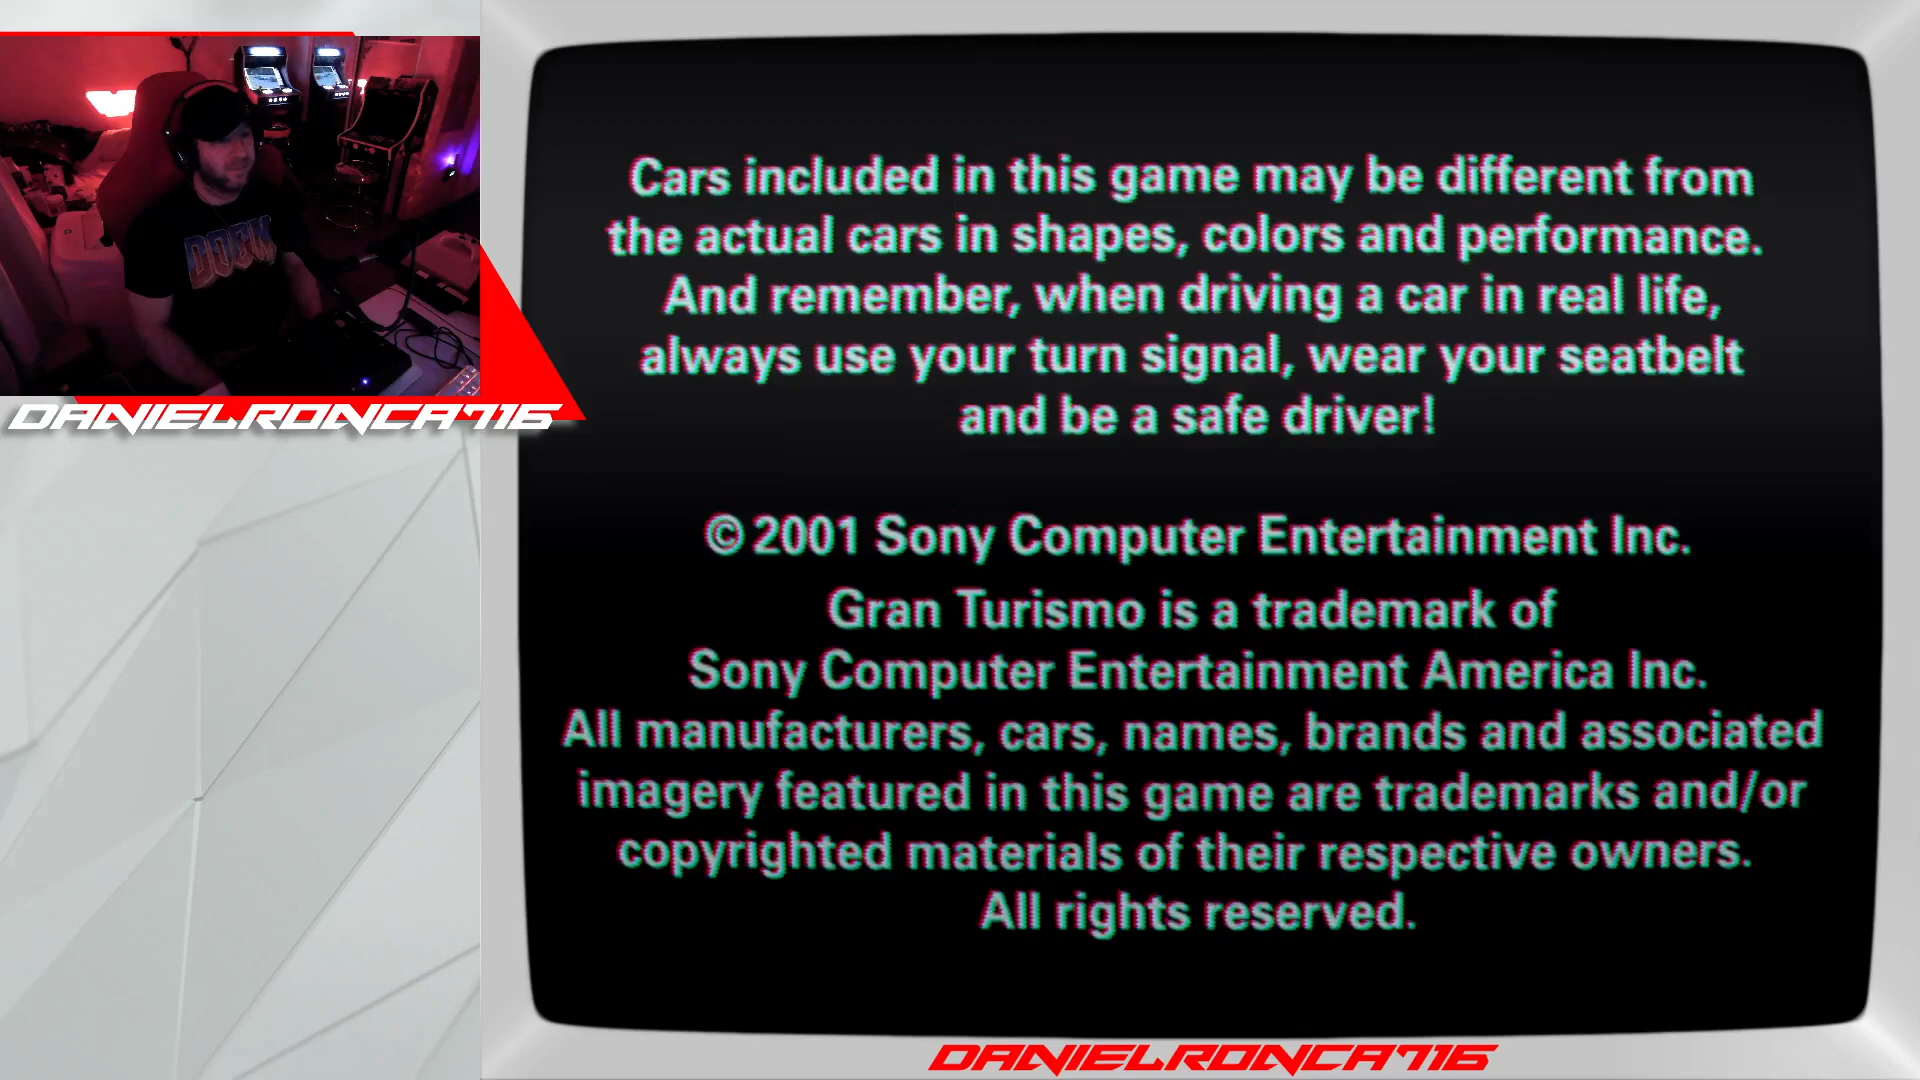 DOOM
DANIELRONCA716
Cars included in this game may be different from
the actual cars in shapes, colors and performance.
And remember, when driving a car in real life,
always use your turn signal, wear your seatbelt
and be a safe driver!
© 2001 Sony Computer Entertainment Inc.
Gran Turismo is a trademark of
Sony Computer Entertainment America Inc.
All manufacturers, cars, names, brands and associated
imagery featured in this game are trademarks and/or
copyrighted materials of their respective owners.
All rights reserved.
DANIELRONCA716